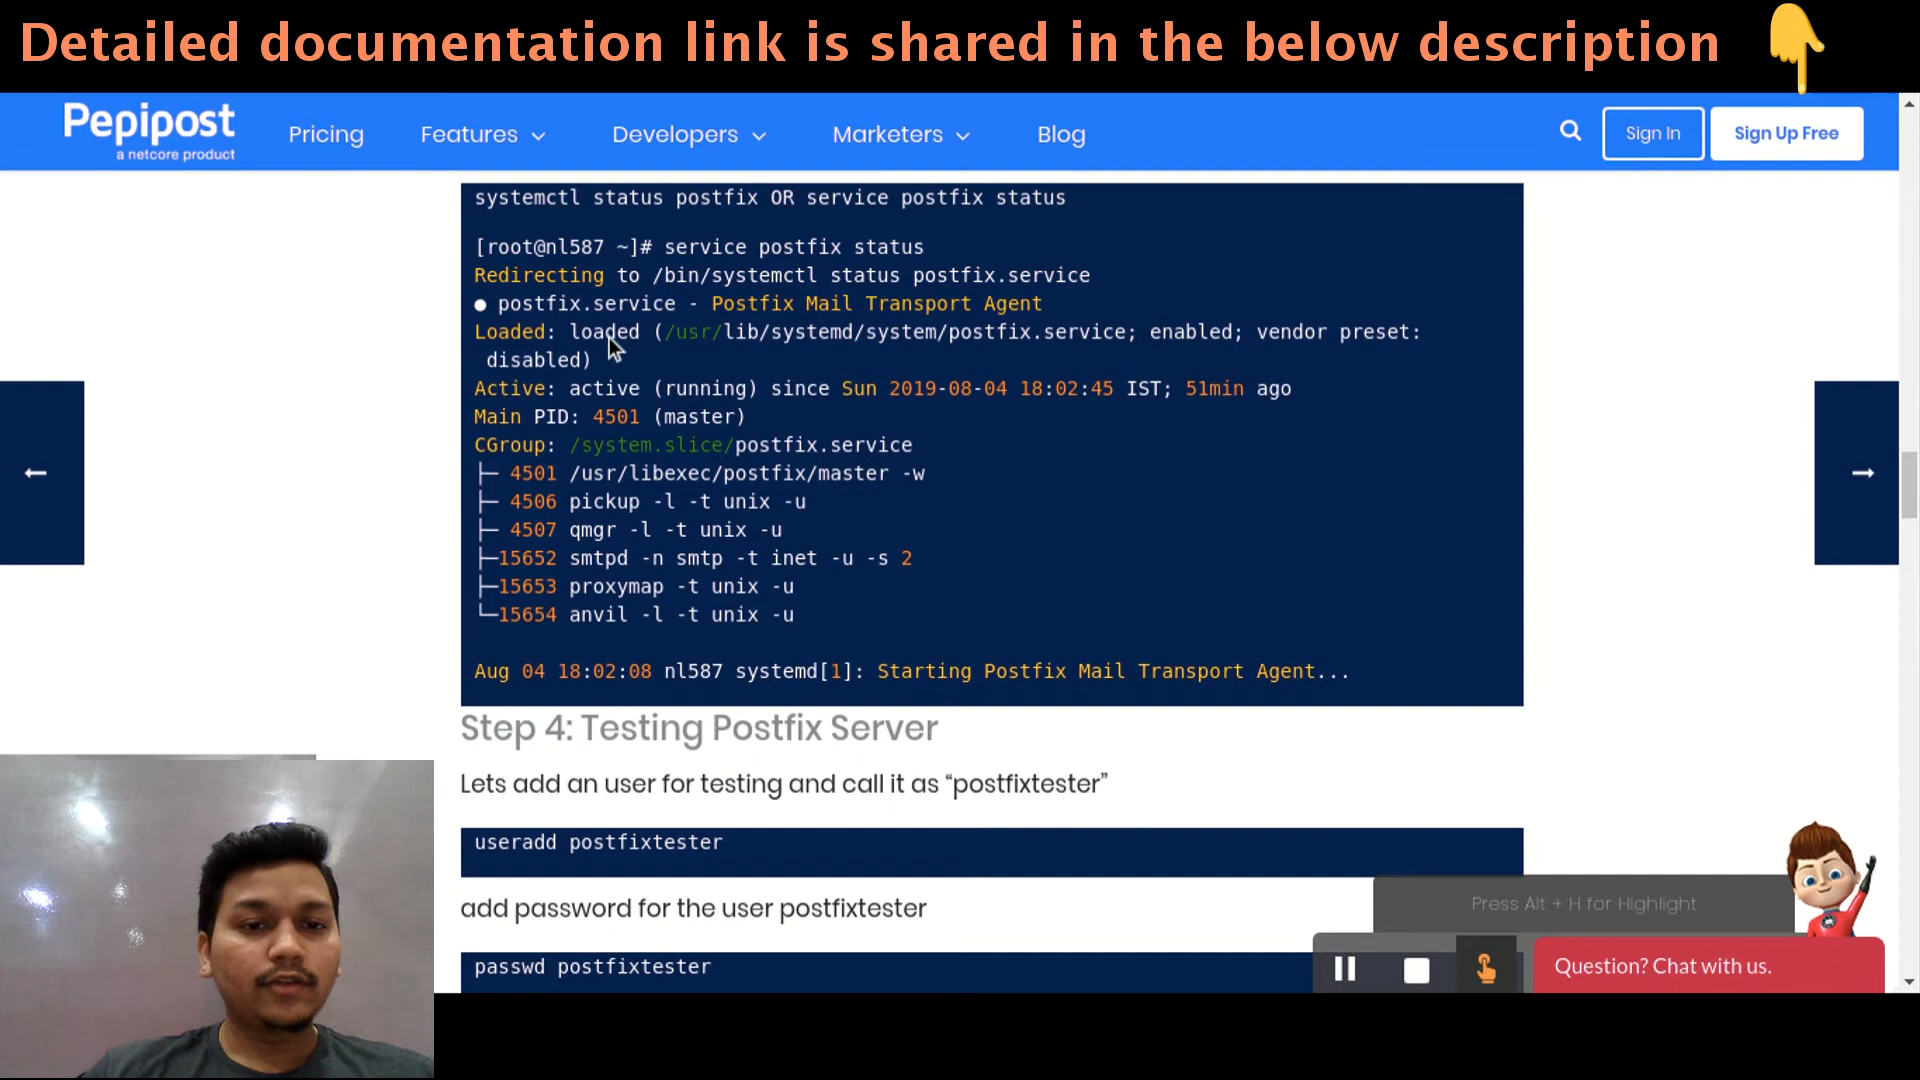 Detailed documentation link is shared in the below description
Pepipost
a netcore product
Pricing
Features
Developers
Marketers
Blog
Sign In
Sign Up Free
systemctl status postfix OR service postfix status
[root@nl587 ~]# service postfix status
Redirecting to /bin/systemctl status postfix.service
● postfix.service - Postfix Mail Transport Agent
Loaded: loaded (/usr/lib/systemd/system/postfix.service; enabled; vendor preset:
disabled)
Active: active (running) since Sun 2019-08-04 18:02:45 IST; 51min ago
Main PID: 4501 (master)
CGroup: /system.slice/postfix.service
├─ 4501 /usr/libexec/postfix/master -w
├─ 4506 pickup -l -t unix -u
├─ 4507 qmgr -l -t unix -u
├─15652 smtpd -n smtp -t inet -u -s 2
├─15653 proxymap -t unix -u
└─15654 anvil -l -t unix -u
Aug 04 18:02:08 nl587 systemd[1]: Starting Postfix Mail Transport Agent...
Step 4: Testing Postfix Server
Lets add an user for testing and call it as “postfixtester”
useradd postfixtester
add password for the user postfixtester
passwd postfixtester
Press Alt + H for Highlight
Question? Chat with us.